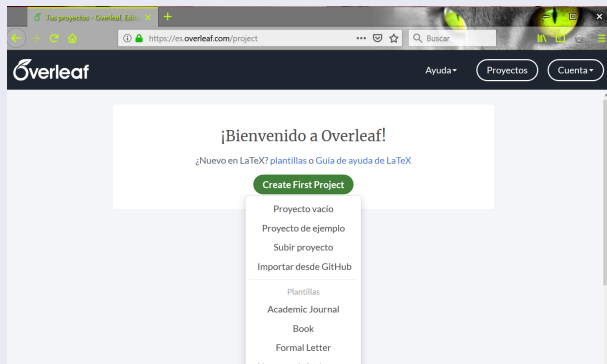 Tus proyectos - Overleaf, Edit
https://es.overleaf.com/project
Buscar
Overleaf
Ayuda
Proyectos
Cuenta
¡Bienvenido a Overleaf!
¿Nuevo en LaTeX? plantillas o Guía de ayuda de LaTeX
Create First Project
Proyecto vacío
Proyecto de ejemplo
Subir proyecto
Importar desde GitHub
Plantillas
Academic Journal
Book
Formal Letter